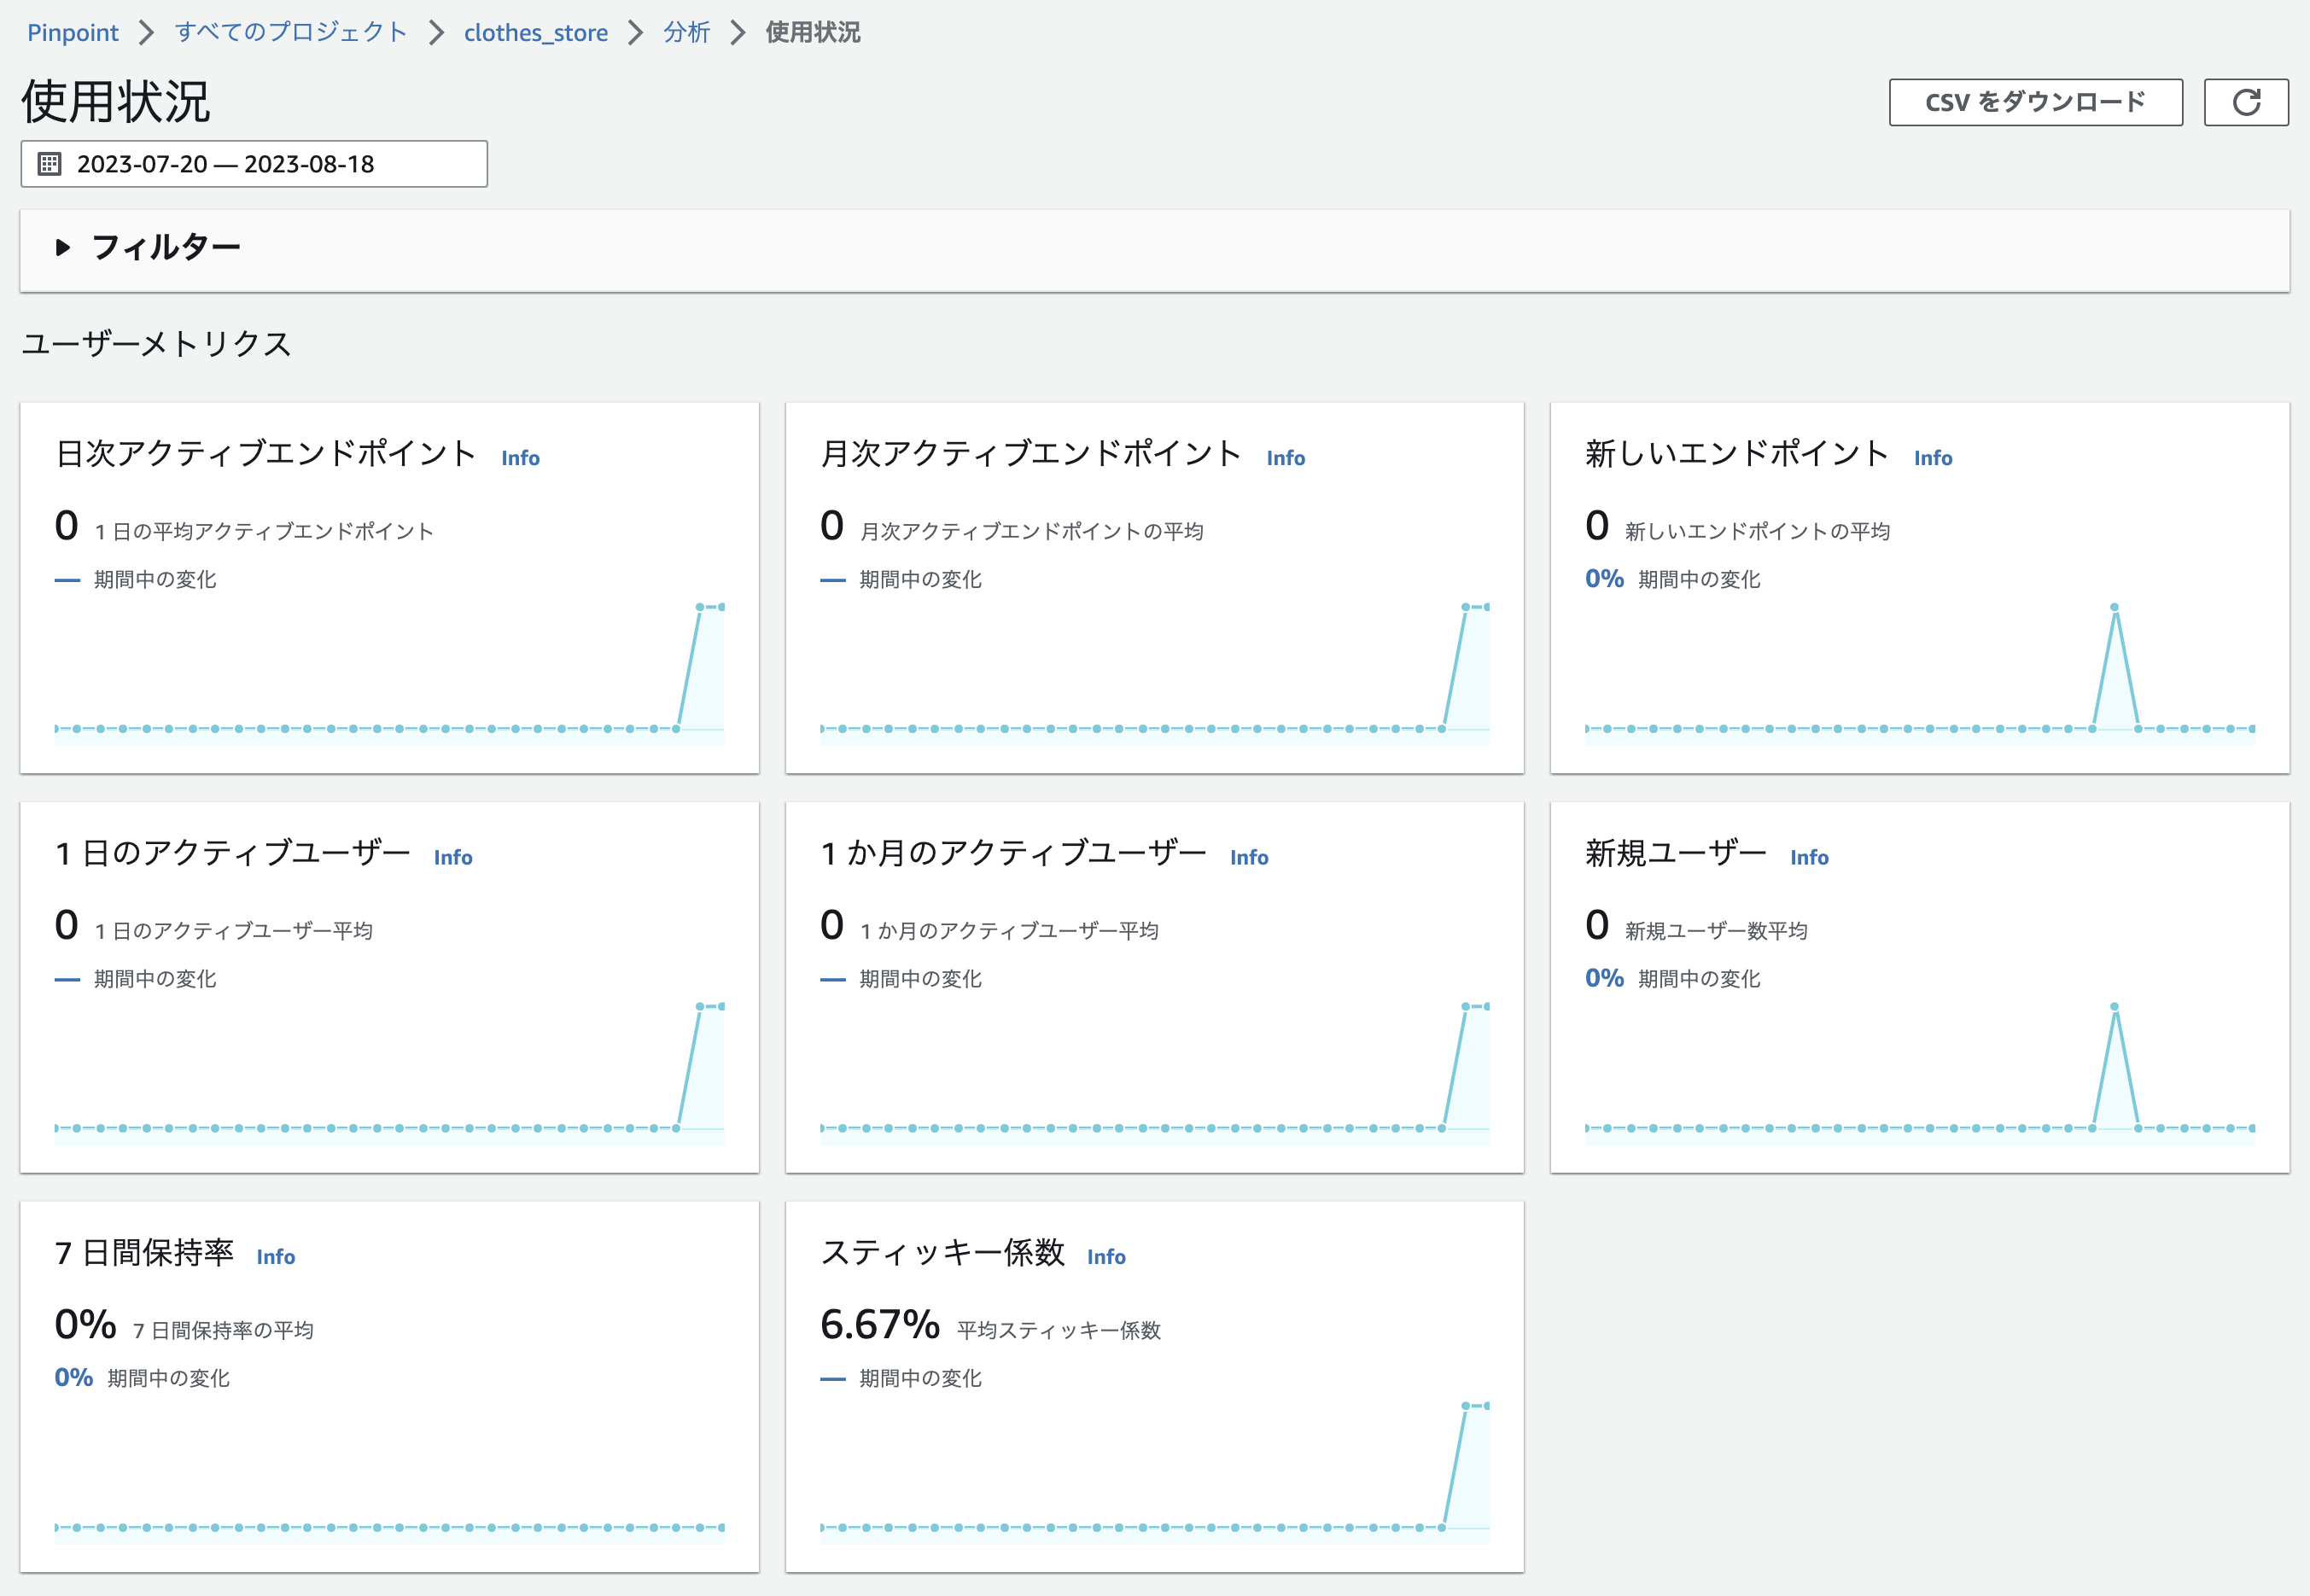 Pinpoint すべてのプロジェクト clothes_store 分析 使用状況
使用状況
CSV をダウンロード
2023-07-20 — 2023-08-18
フィルター
ユーザーメトリクス
日次アクティブエンドポイント Info
0 1 日の平均アクティブエンドポイント
— 期間中の変化
月次アクティブエンドポイント Info
0 月次アクティブエンドポイントの平均
— 期間中の変化
新しいエンドポイント Info
0 新しいエンドポイントの平均
0% 期間中の変化
1 日のアクティブユーザー Info
0 1 日のアクティブユーザー平均
— 期間中の変化
1 か月のアクティブユーザー Info
0 1 か月のアクティブユーザー平均
— 期間中の変化
新規ユーザー Info
0 新規ユーザー数平均
0% 期間中の変化
7 日間保持率 Info
0% 7 日間保持率の平均
0% 期間中の変化
スティッキー係数 Info
6.67% 平均スティッキー係数
— 期間中の変化